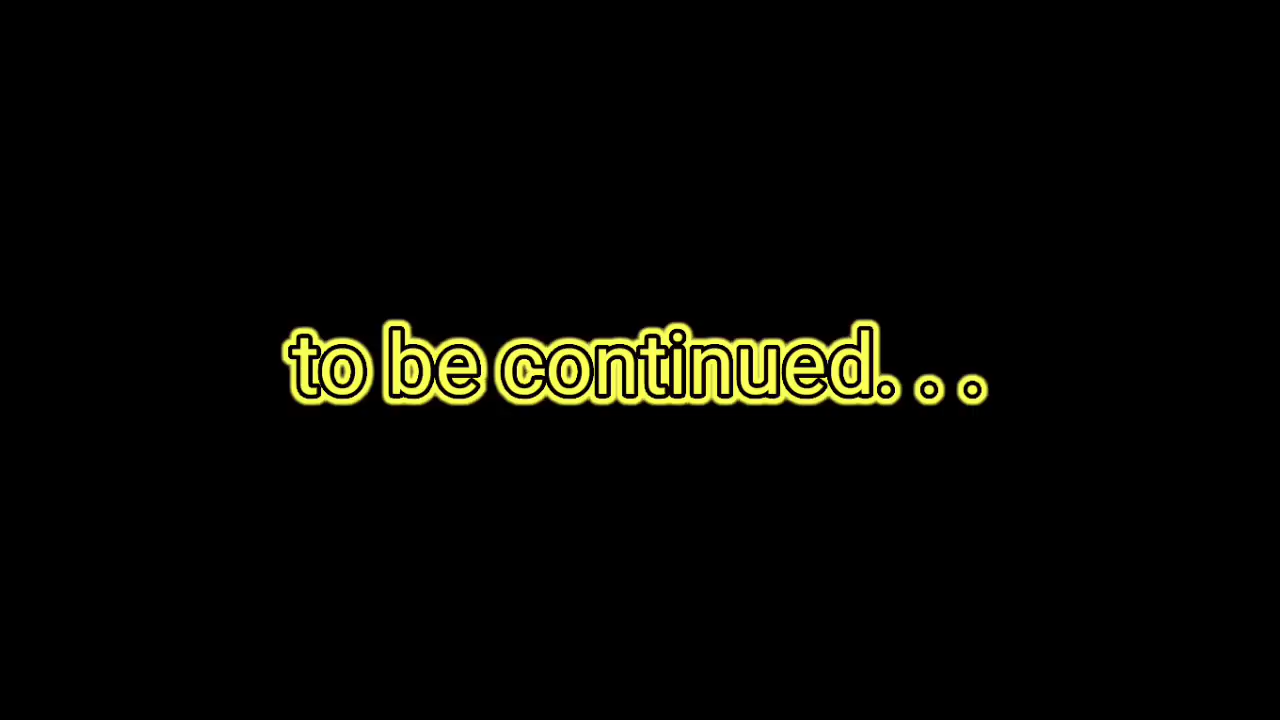 to be continued. . .